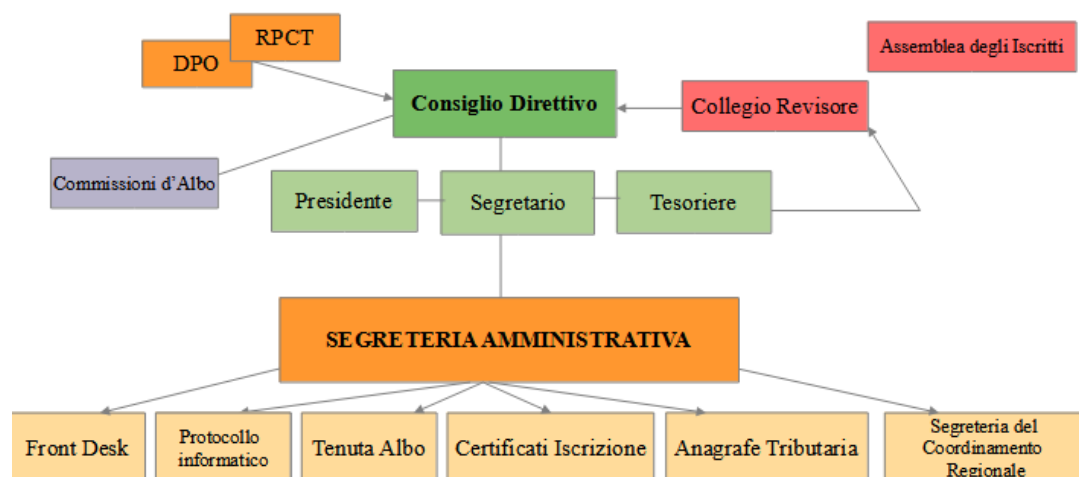 RPCT
DPO
Assemblea degli Iscritti
Consiglio Direttivo
Collegio Revisore
Commissioni d'Albo
Presidente
Segretario
Tesoriere
SEGRETERIA AMMINISTRATIVA
Front Desk
Protocollo
informatico
Tenuta Albo
Certificati Iscrizione
Anagrafe Tributaria
Segreteria del
Coordinamento
Regionale